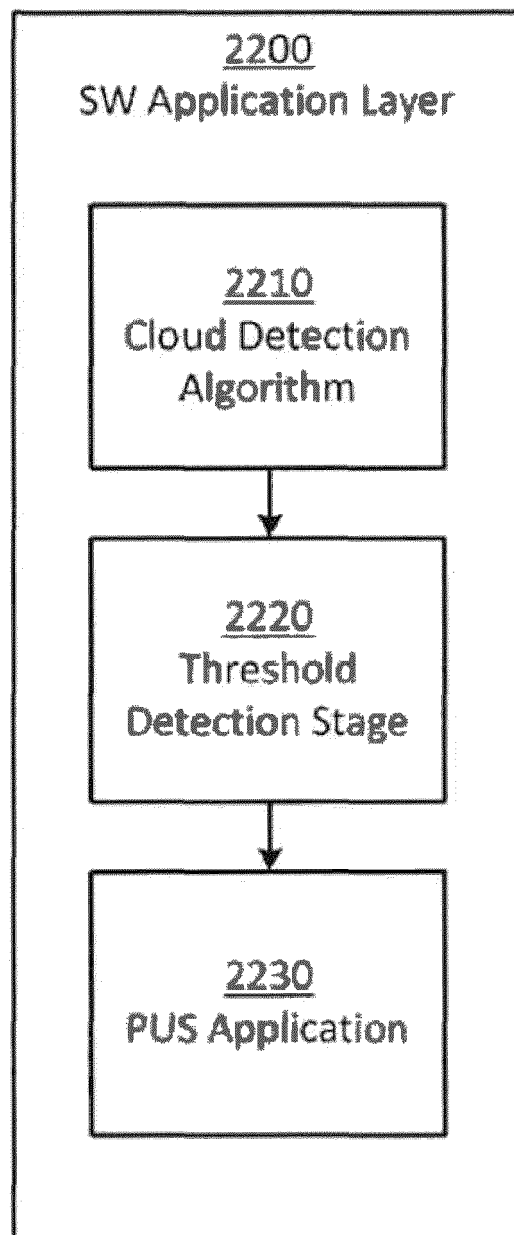 2200
SW Application Layer
2210
Cloud Detection
Algorithm
2220
Threshold
Detection Stage
2230
PUS Application